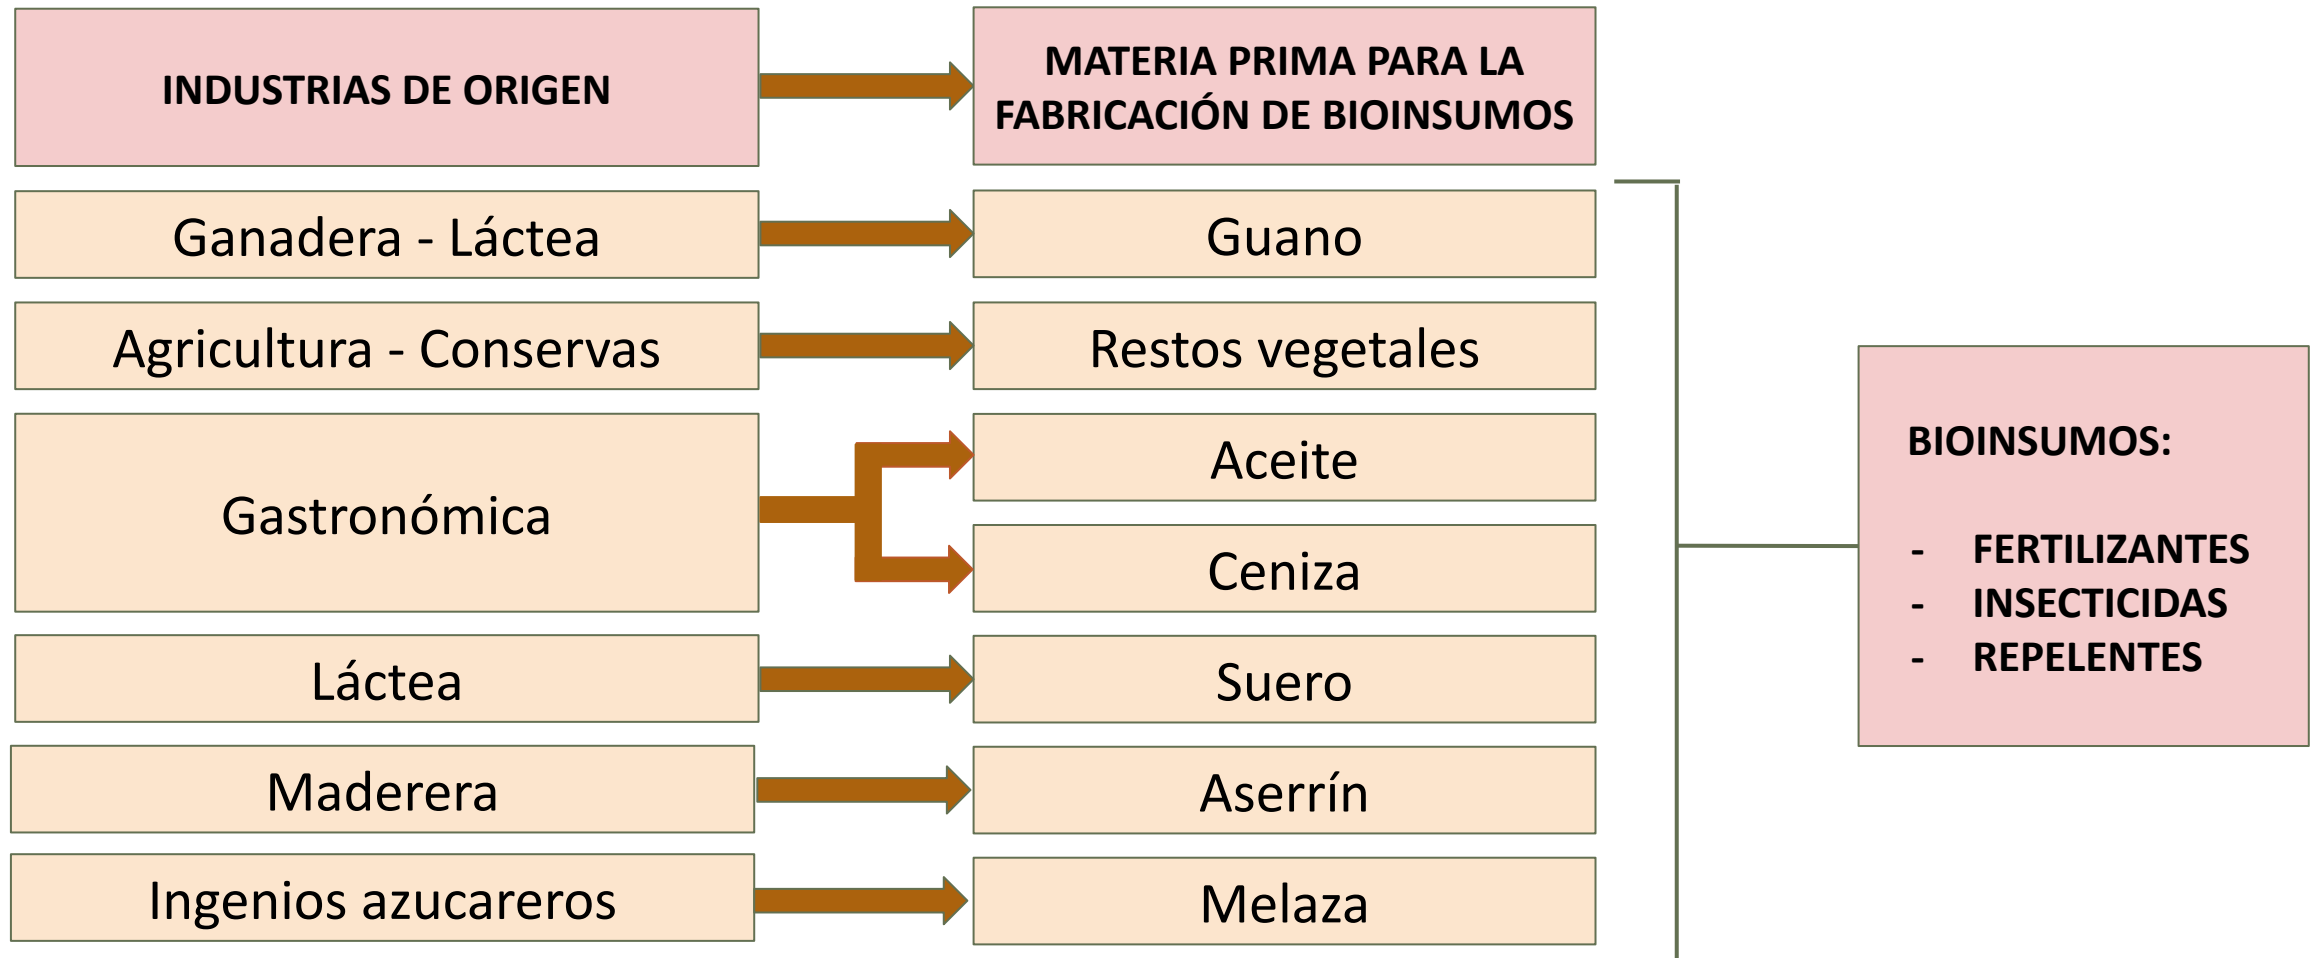 INDUSTRIAS DE ORIGEN
MATERIA PRIMA PARA LA
FABRICACIÓN DE BIOINSUMOS
Ganadera - Láctea
Guano
Agricultura - Conservas
Restos vegetales
Gastronómica
Aceite
Ceniza
Láctea
Suero
Maderera
Aserrín
Ingenios azucareros
Melaza
BIOINSUMOS:
- FERTILIZANTES
- INSECTICIDAS
- REPELENTES